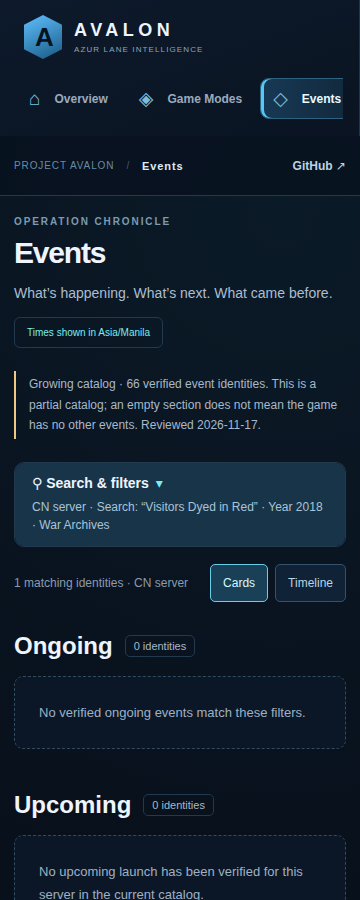 A AVALON
AZUR LANE INTELLIGENCE
Overview Game Modes Events
PROJECT AVALON / Events GitHub ↗
OPERATION CHRONICLE
Events
What's happening. What's next. What came before.
Times shown in Asia/Manila
Growing catalog · 66 verified event identities. This is a
partial catalog; an empty section does not mean the game
has no other events. Reviewed 2026-11-17.
Search & filters ▾
CN server · Search: “Visitors Dyed in Red” · Year 2018
· War Archives
1 matching identities · CN server Cards Timeline
Ongoing 0 identities
No verified ongoing events match these filters.
Upcoming 0 identities
No upcoming launch has been verified for this
server in the current catalog.